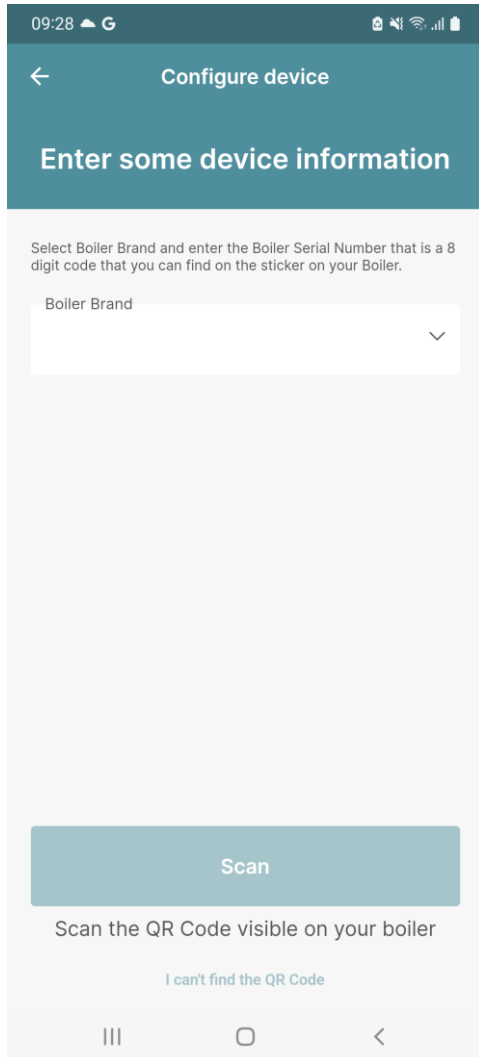 09:28 G
Configure device
Enter some device information
Select Boiler Brand and enter the Boiler Serial Number that is a 8
digit code that you can find on the sticker on your Boiler.
Boiler Brand
Scan
Scan the QR Code visible on your boiler
I can't find the QR Code